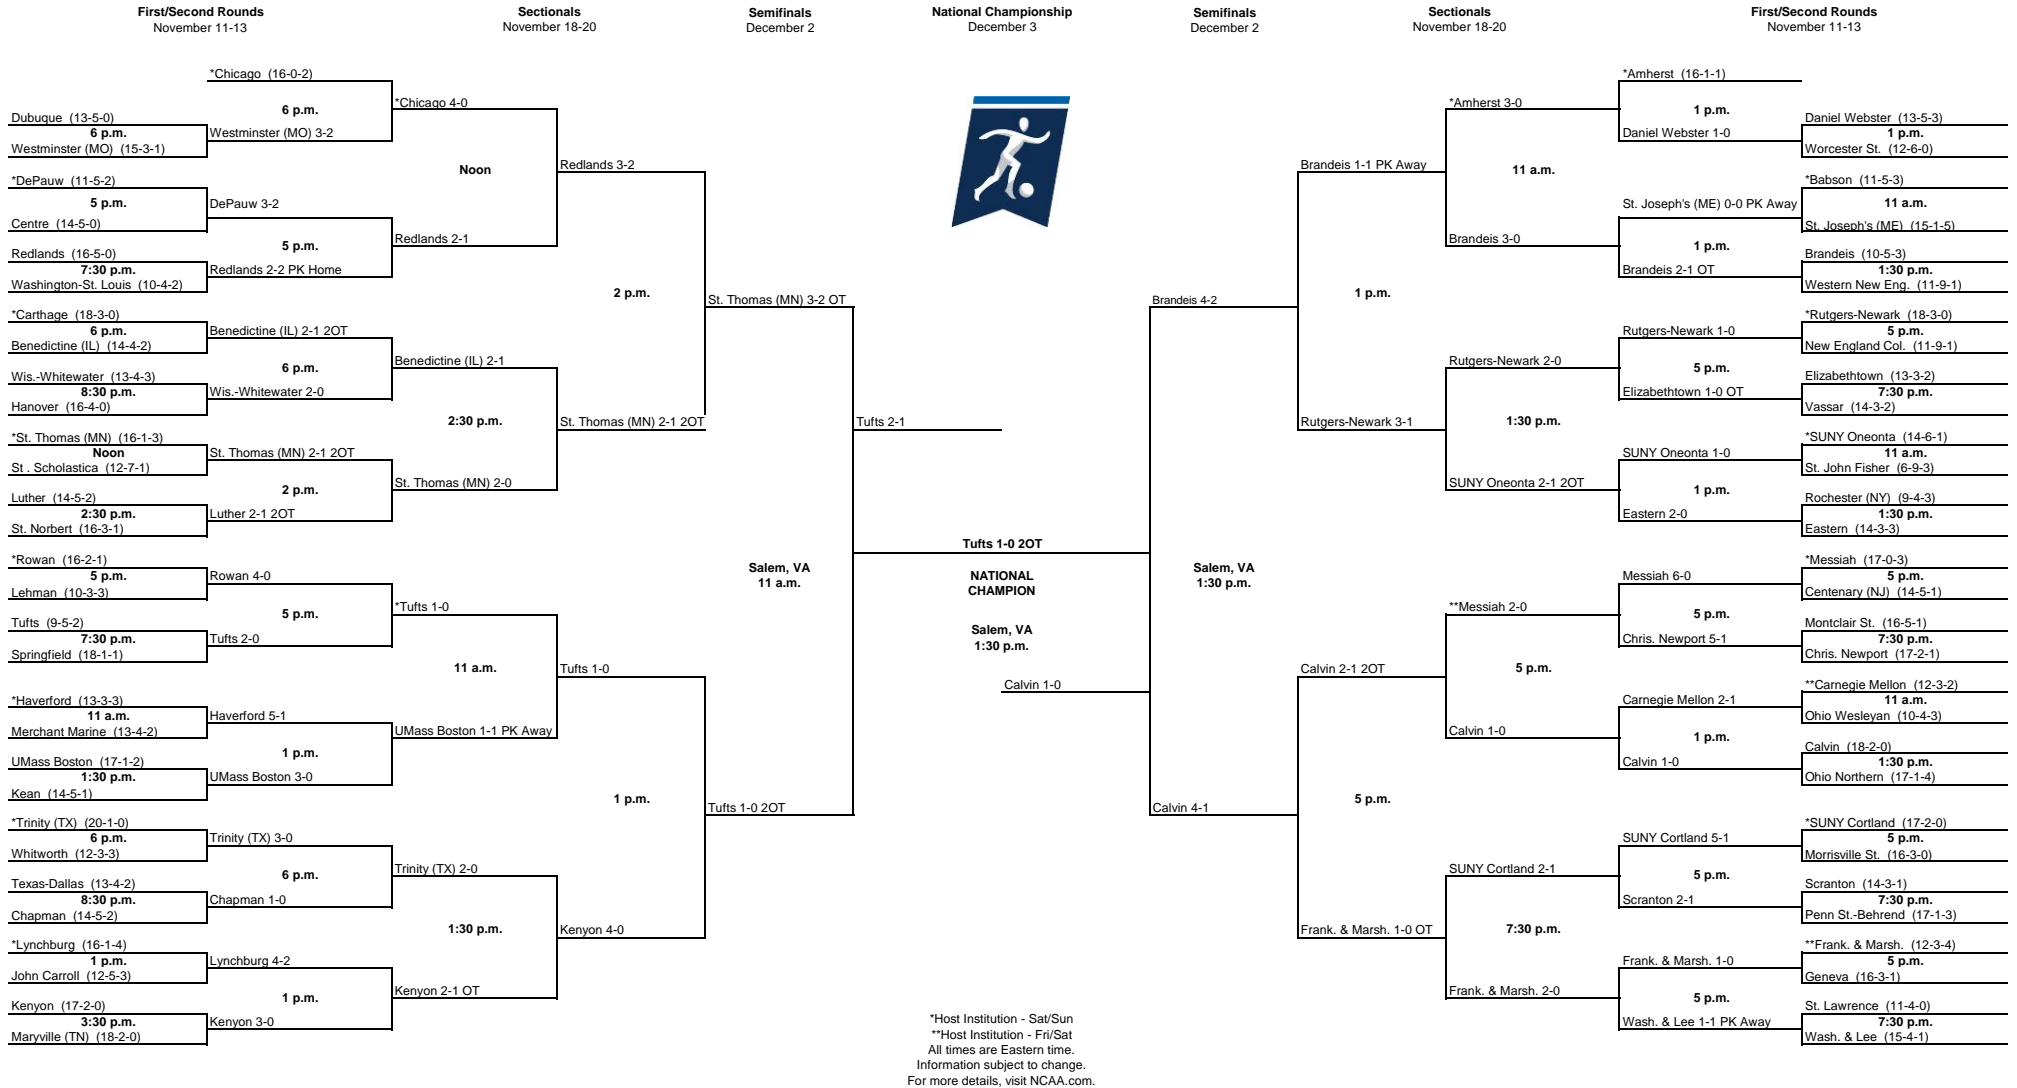 First/Second Rounds
November 11-13
Sectionals
November 18-20
Semifinals
December 2
National Championship
December 3
Semifinals
December 2
Sectionals
November 18-20
First/Second Rounds
November 11-13
*Chicago (16-0-2)
6 p.m.
Dubuque (13-5-0)
6 p.m.
Westminster (MO) (15-3-1)
Westminster (MO) 3-2
*Chicago 4-0
*DePauw (11-5-2)
5 p.m.
Centre (14-5-0)
DePauw 3-2
5 p.m.
Redlands (16-5-0)
7:30 p.m.
Washington-St. Louis (10-4-2)
Redlands 2-2 PK Home
Redlands 2-1
Noon
Redlands 3-2
*Carthage (18-3-0)
6 p.m.
Benedictine (IL) (14-4-2)
Benedictine (IL) 2-1 2OT
6 p.m.
Wis.-Whitewater (13-4-3)
8:30 p.m.
Hanover (16-4-0)
Wis.-Whitewater 2-0
Benedictine (IL) 2-1
*St. Thomas (MN) (16-1-3)
Noon
St . Scholastica (12-7-1)
St. Thomas (MN) 2-1 2OT
2 p.m.
Luther (14-5-2)
2:30 p.m.
St. Norbert (16-3-1)
Luther 2-1 2OT
St. Thomas (MN) 2-0
2:30 p.m.
St. Thomas (MN) 2-1 2OT
2 p.m.
St. Thomas (MN) 3-2 OT
*Rowan (16-2-1)
5 p.m.
Lehman (10-3-3)
Rowan 4-0
5 p.m.
Tufts (9-5-2)
7:30 p.m.
Springfield (18-1-1)
Tufts 2-0
*Tufts 1-0
*Haverford (13-3-3)
11 a.m.
Merchant Marine (13-4-2)
Haverford 5-1
1 p.m.
UMass Boston (17-1-2)
1:30 p.m.
Kean (14-5-1)
UMass Boston 3-0
UMass Boston 1-1 PK Away
11 a.m.
Tufts 1-0
*Trinity (TX) (20-1-0)
6 p.m.
Whitworth (12-3-3)
Trinity (TX) 3-0
6 p.m.
Texas-Dallas (13-4-2)
8:30 p.m.
Chapman (14-5-2)
Chapman 1-0
Trinity (TX) 2-0
*Lynchburg (16-1-4)
1 p.m.
John Carroll (12-5-3)
Lynchburg 4-2
1 p.m.
Kenyon (17-2-0)
3:30 p.m.
Maryville (TN) (18-2-0)
Kenyon 3-0
Kenyon 2-1 OT
1:30 p.m.
Kenyon 4-0
1 p.m.
Tufts 1-0 2OT
Salem, VA
11 a.m.
Tufts 2-1
Tufts 1-0 2OT
NATIONAL
CHAMPION
Salem, VA
1:30 p.m.
Calvin 1-0
Salem, VA
1:30 p.m.
Brandeis 4-2
1 p.m.
Brandeis 1-1 PK Away
11 a.m.
*Amherst 3-0
*Amherst (16-1-1)
1 p.m.
Daniel Webster 1-0
Daniel Webster (13-5-3)
1 p.m.
Worcester St. (12-6-0)
Brandeis 3-0
St. Joseph's (ME) 0-0 PK Away
1 p.m.
Brandeis 2-1 OT
*Babson (11-5-3)
11 a.m.
St. Joseph's (ME) (15-1-5)
Brandeis (10-5-3)
1:30 p.m.
Western New Eng. (11-9-1)
Rutgers-Newark 3-1
1:30 p.m.
Rutgers-Newark 2-0
Rutgers-Newark 1-0
5 p.m.
Elizabethtown 1-0 OT
*Rutgers-Newark (18-3-0)
5 p.m.
New England Col. (11-9-1)
Elizabethtown (13-3-2)
7:30 p.m.
Vassar (14-3-2)
SUNY Oneonta 2-1 2OT
SUNY Oneonta 1-0
1 p.m.
Eastern 2-0
*SUNY Oneonta (14-6-1)
11 a.m.
St. John Fisher (6-9-3)
Rochester (NY) (9-4-3)
1:30 p.m.
Eastern (14-3-3)
Calvin 4-1
5 p.m.
Calvin 2-1 2OT
5 p.m.
**Messiah 2-0
Messiah 6-0
5 p.m.
Chris. Newport 5-1
*Messiah (17-0-3)
5 p.m.
Centenary (NJ) (14-5-1)
Montclair St. (16-5-1)
7:30 p.m.
Chris. Newport (17-2-1)
Calvin 1-0
Carnegie Mellon 2-1
1 p.m.
Calvin 1-0
**Carnegie Mellon (12-3-2)
11 a.m.
Ohio Wesleyan (10-4-3)
Calvin (18-2-0)
1:30 p.m.
Ohio Northern (17-1-4)
Frank. & Marsh. 1-0 OT
7:30 p.m.
SUNY Cortland 2-1
SUNY Cortland 5-1
5 p.m.
Scranton 2-1
*SUNY Cortland (17-2-0)
5 p.m.
Morrisville St. (16-3-0)
Scranton (14-3-1)
7:30 p.m.
Penn St.-Behrend (17-1-3)
Frank. & Marsh. 2-0
Frank. & Marsh. 1-0
5 p.m.
Wash. & Lee 1-1 PK Away
**Frank. & Marsh. (12-3-4)
5 p.m.
Geneva (16-3-1)
St. Lawrence (11-4-0)
7:30 p.m.
Wash. & Lee (15-4-1)
*Host Institution - Sat/Sun
**Host Institution - Fri/Sat
All times are Eastern time.
Information subject to change.
For more details, visit NCAA.com.